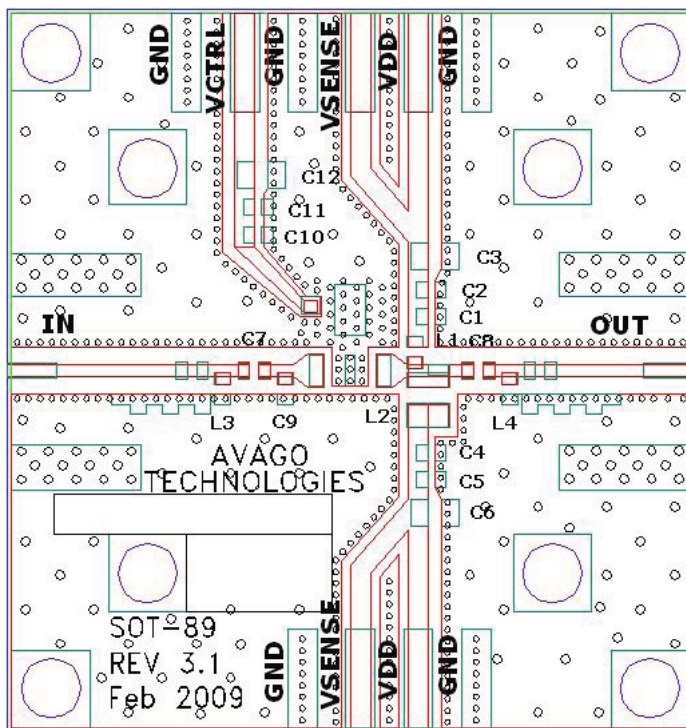 GND
VCTRL
GND
VSENSE
VDD
GND
C12
C11
C10
C3
C2
C1
IN
OUT
C7
L1 C8
L3
C9
L2
L4
AVAGO
TECHNOLOGIES
C4
C5
C6
SOT-89
REV 3.1
Feb 2009
GND
VSENSE
VDD
GND